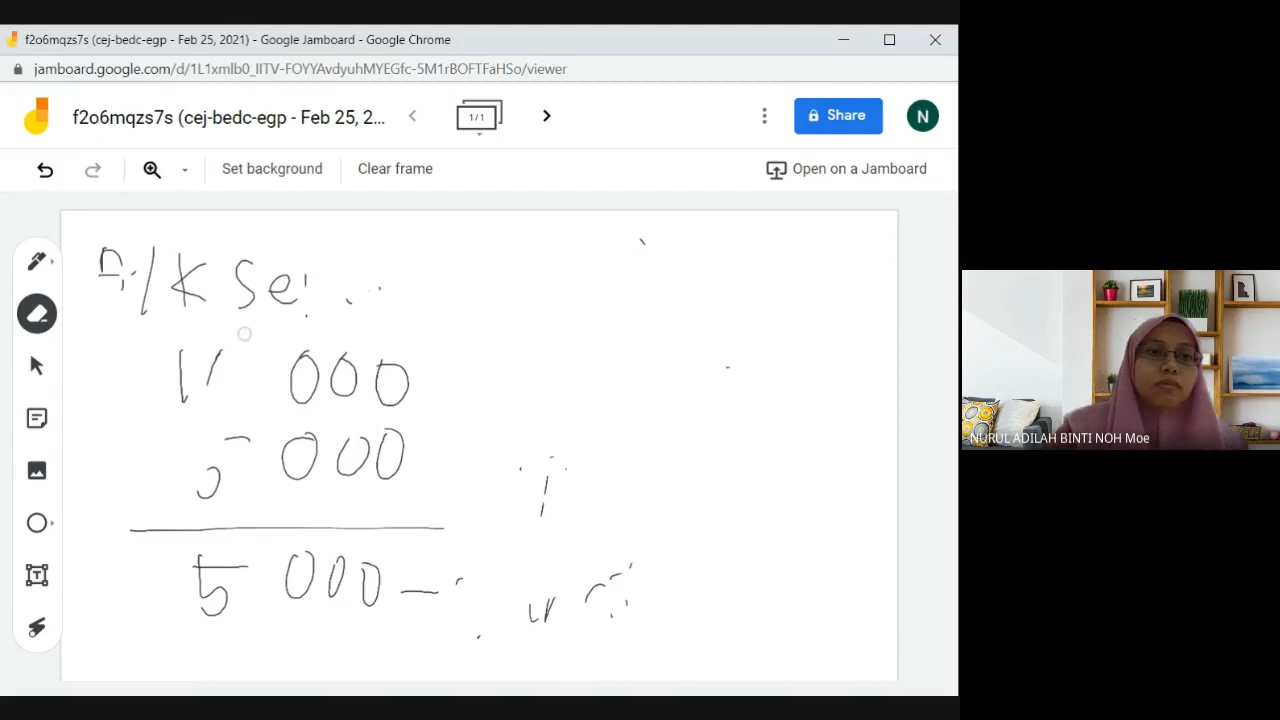 f2o6mqzs7s (cej-bedc-egp - Feb 25, 2021) - Google Jamboard - Google Chrome
jamboard.google.com/d/1L1xmlb0_IITV-FOYYAvdyuhMYEGfc-5M1rBOFTFaHSo/viewer
f2o6mqzs7s (cej-bedc-egp - Feb 25, 2...
1/1
Share
N
Set background
Clear frame
Open on a Jamboard
000
000
5 000
NURUL ADILAH BINTI NOH Moe